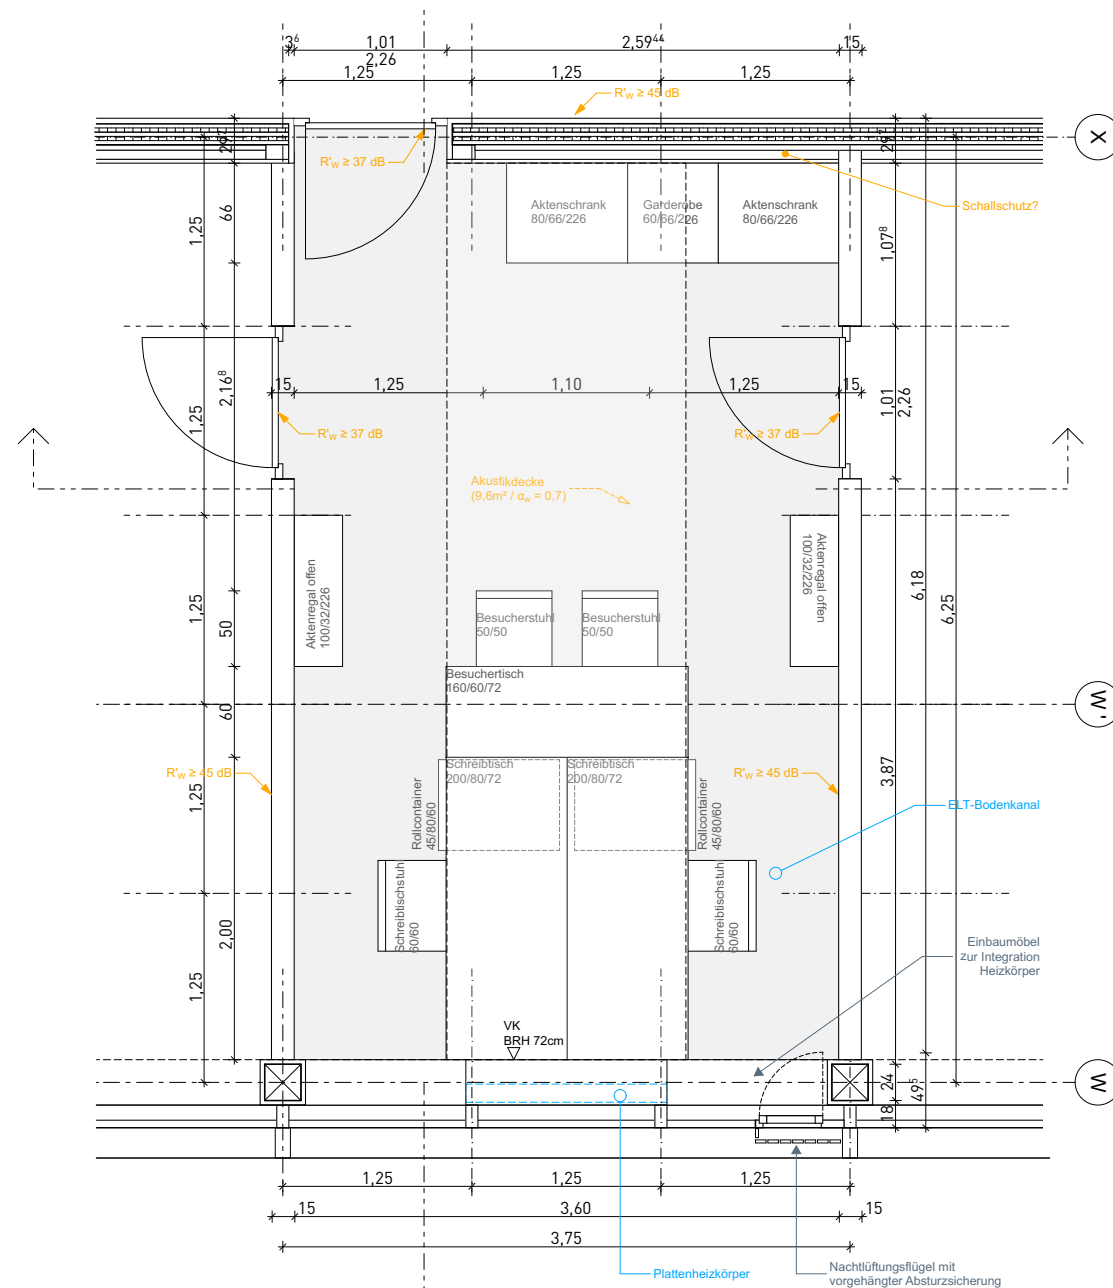 3⁶
1,01
2,26
2,59⁴⁴
15
1,25
1,25
1,25
R'w ≥ 45 dB
X
29⁷
29⁷
R'w ≥ 37 dB
66
1,25
Aktenschrank
80/66/226
Garderobe
60/66/226
Aktenschrank
80/66/226
Schallschutz?
1,07⁸
2,16⁸
1,25
15
1,25
1,10
1,25
15
1,01
2,26
R'w ≥ 37 dB
R'w ≥ 37 dB
Akustikdecke
(9,6m² / αw = 0,7)
Aktenregal offen
100/32/226
Aktenregal offen
100/32/226
6,18
6,25
1,25
50
Besucherstuhl
50/50
Besucherstuhl
50/50
Besuchertisch
160/60/72
60
W'
R'w ≥ 45 dB
R'w ≥ 45 dB
1,25
3,87
Schreibtisch
200/80/72
Schreibtisch
200/80/72
Rollcontainer
45/80/60
Rollcontainer
45/80/60
ELT-Bodenkanal
Schreibtischstuh
60/60
Schreibtischstuh
60/60
2,00
1,25
Einbaumöbel
zur Integration
Heizkörper
VK
BRH 72cm
24
49⁵
18
W
1,25
1,25
1,25
15
3,60
15
3,75
Plattenheizkörper
Nachtlüftungsflügel mit
vorgehängter Absturzsicherung